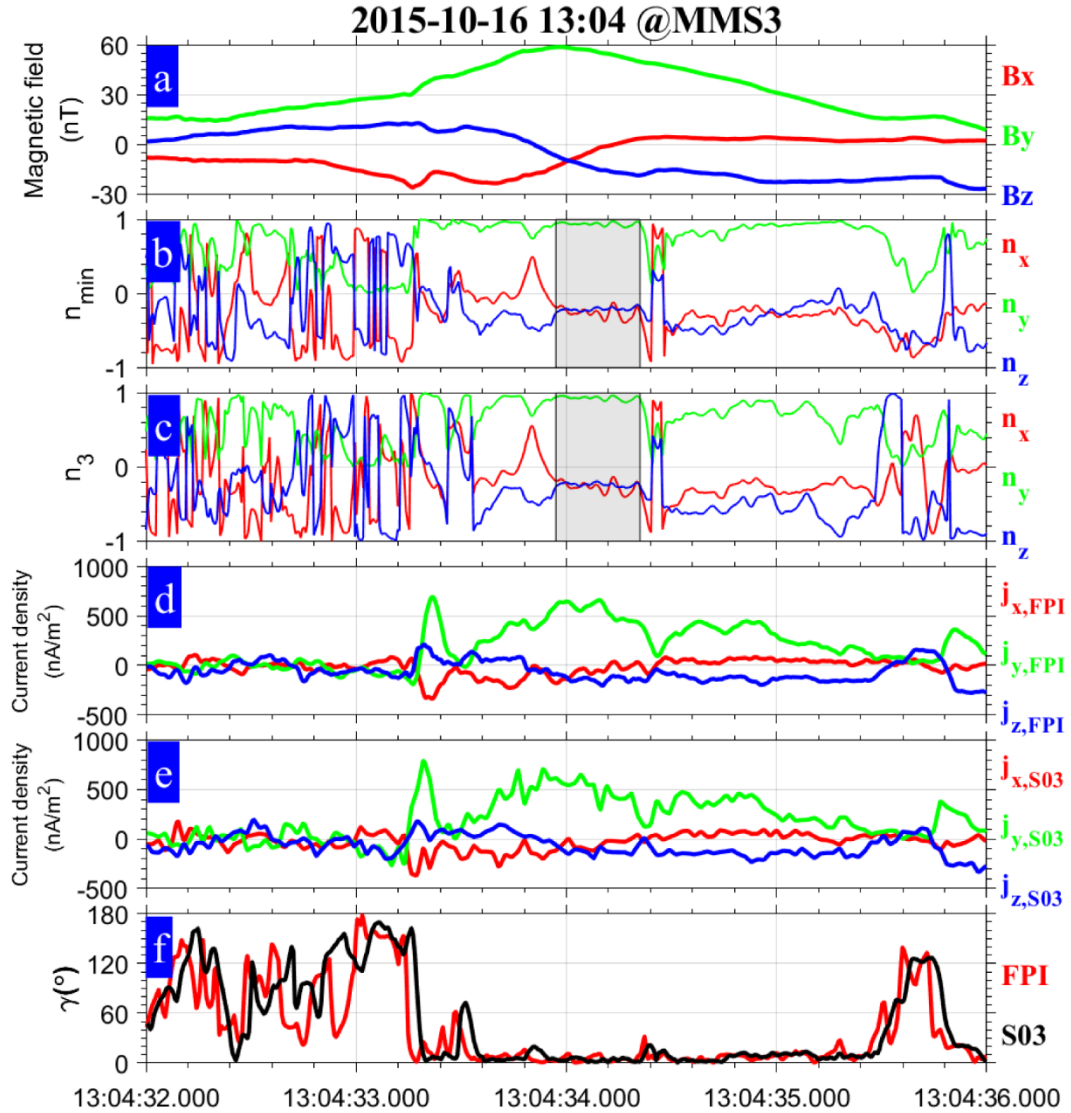 2015-10-16 13:04 @MMS3
a
Magnetic field
(nT)
60
30
0
-30
Bx
By
Bz
b
n_min
1
0
-1
n_x
n_y
n_z
c
n_3
1
0
-1
n_x
n_y
n_z
d
Current density
(nA/m²)
1000
500
0
-500
j_x,FPI
j_y,FPI
j_z,FPI
e
Current density
(nA/m²)
1000
500
0
-500
j_x,S03
j_y,S03
j_z,S03
f
γ(°)
180
120
60
0
FPI
S03
13:04:32.000 13:04:33.000 13:04:34.000 13:04:35.000 13:04:36.000